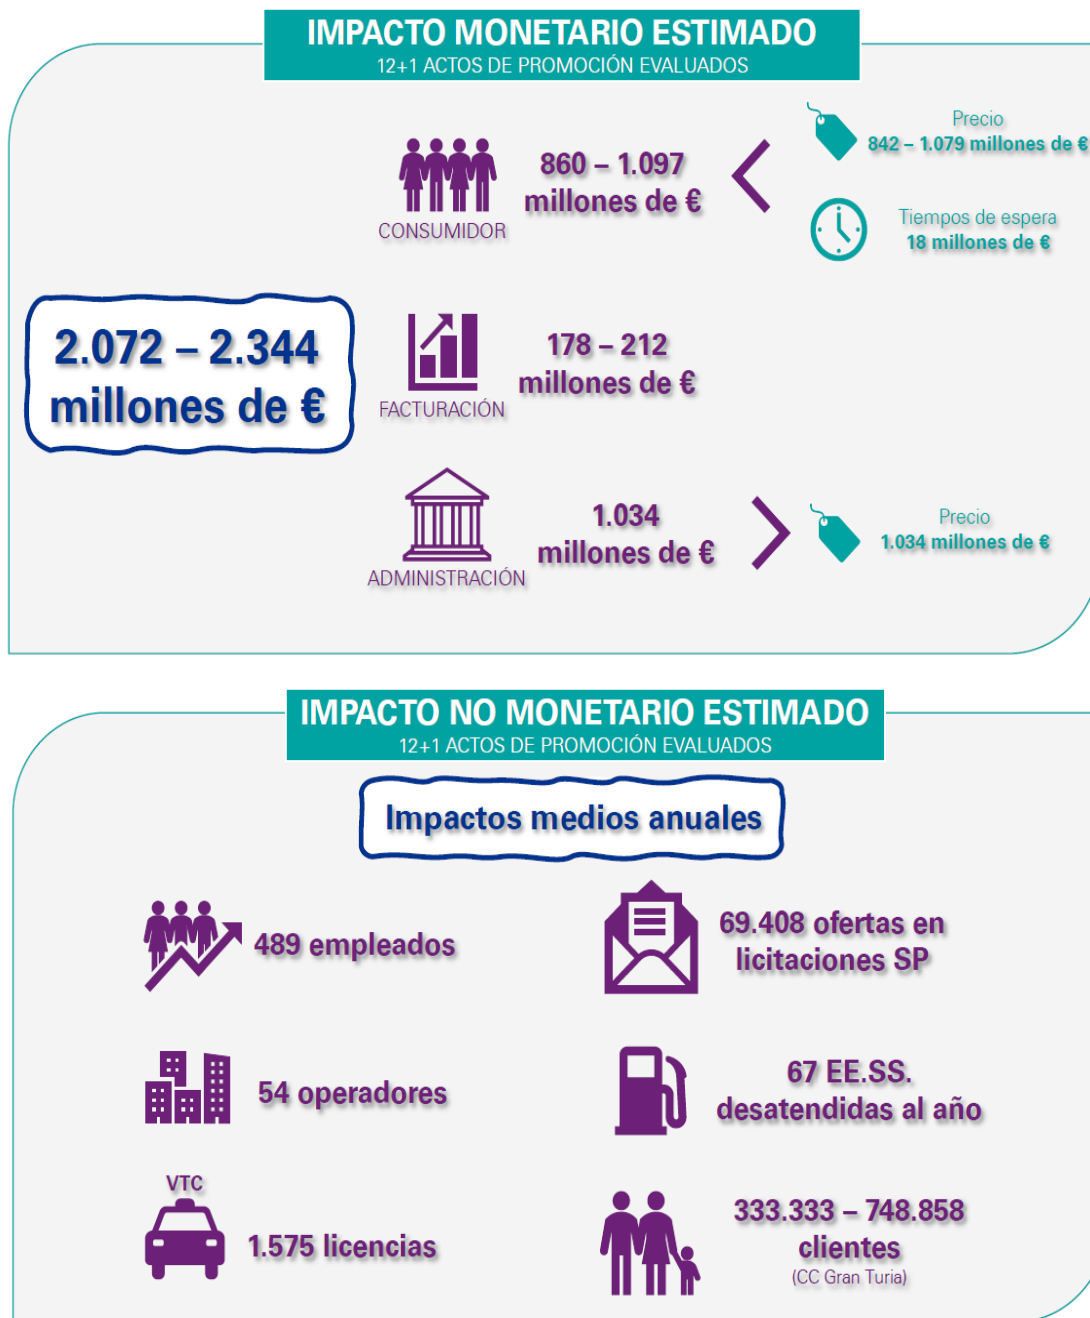 IMPACTO MONETARIO ESTIMADO
12+1 ACTOS DE PROMOCIÓN EVALUADOS
CONSUMIDOR
860 – 1.097
millones de €
Precio
842 – 1.079 millones de €
Tiempos de espera
18 millones de €
2.072 – 2.344
millones de €
FACTURACIÓN
178 – 212
millones de €
ADMINISTRACIÓN
1.034
millones de €
Precio
1.034 millones de €
IMPACTO NO MONETARIO ESTIMADO
12+1 ACTOS DE PROMOCIÓN EVALUADOS
Impactos medios anuales
489 empleados
69.408 ofertas en
licitaciones SP
54 operadores
67 EE.SS.
desatendidas al año
VTC
1.575 licencias
333.333 – 748.858
clientes
(CC Gran Turia)